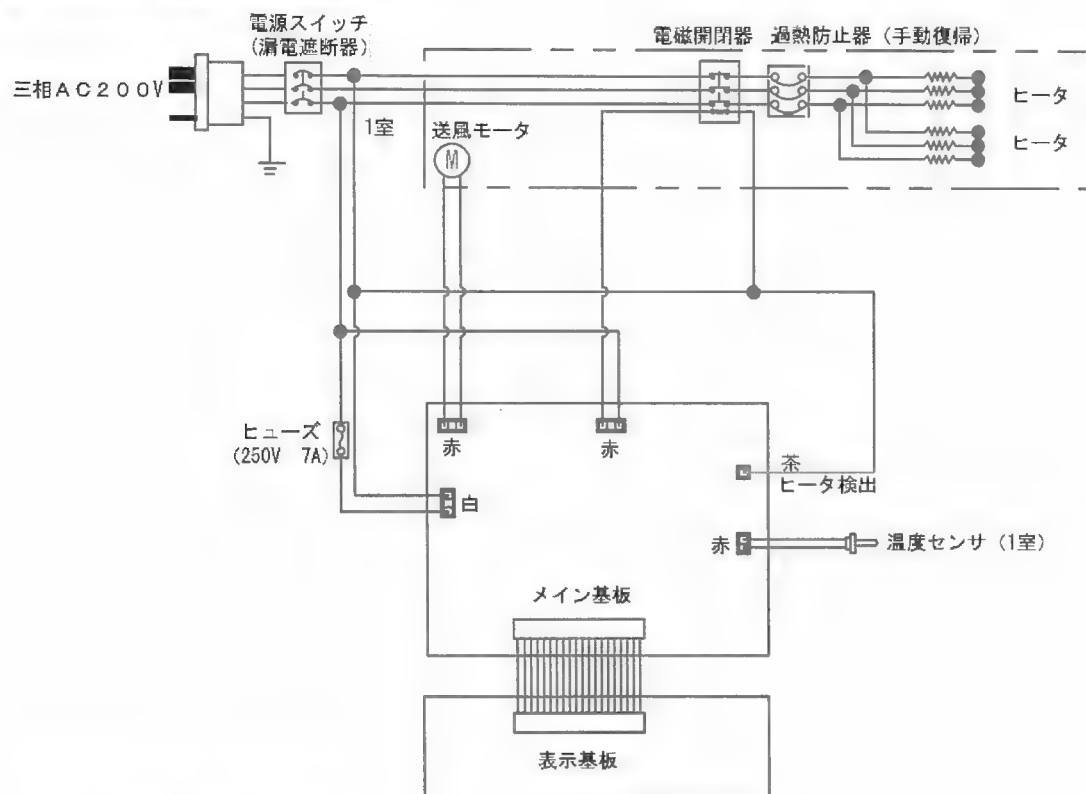 電源スイッチ
(漏電遮断器)
電磁開閉器 過熱防止器 (手動復帰)
三相AC200V
ヒータ
1室
送風モータ
M
ヒータ
ヒューズ
(250V 7A)
赤
赤
茶
ヒータ検出
白
赤
温度センサ (1室)
メイン基板
表示基板